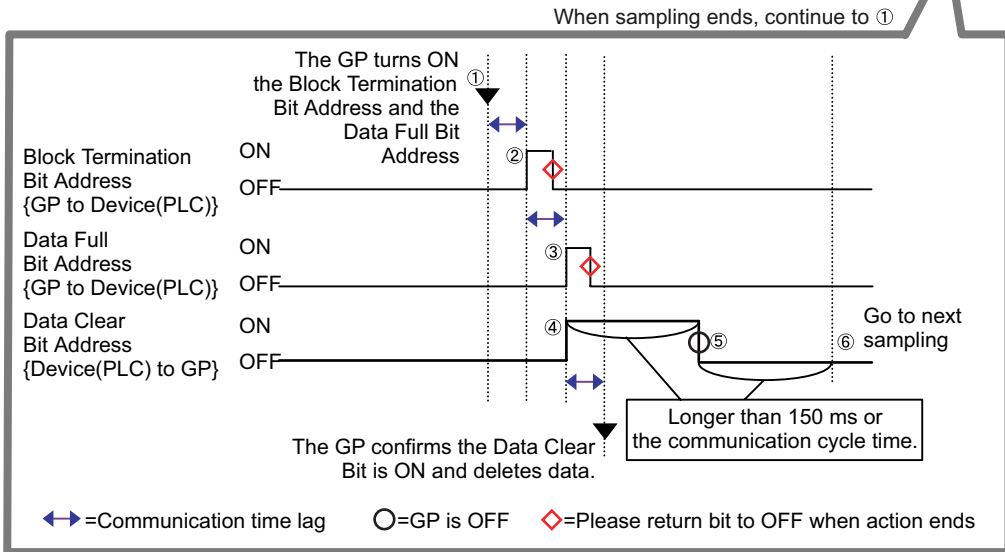 When sampling ends, continue to ①
The GP turns ON
the Block Termination
Bit Address and the
Data Full Bit
Address
①
Block Termination
Bit Address
{GP to Device(PLC)}
ON
OFF
②
Data Full
Bit Address
{GP to Device(PLC)}
ON
OFF
③
Data Clear
Bit Address
{Device(PLC) to GP}
ON
OFF
④
⑤
⑥
Go to next
sampling
Longer than 150 ms or
the communication cycle time.
The GP confirms the Data Clear
Bit is ON and deletes data.
=Communication time lag
=GP is OFF
=Please return bit to OFF when action ends